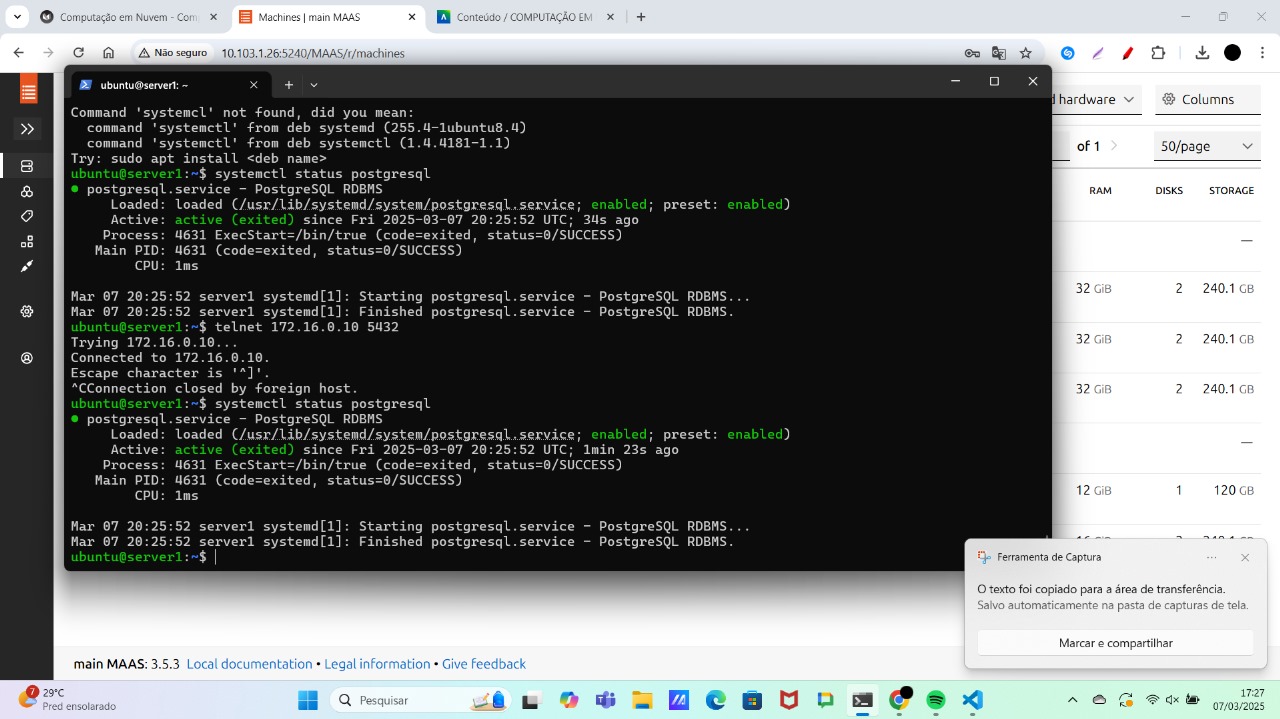 Computação em Nuvem - Com
Machines | main MAAS
Conteúdo / COMPUTAÇÃO EM
Não seguro
10.103.1.26:5240/MAAS/r/machines
ubuntu@server1: ~
Command 'systemcl' not found, did you mean:
  command 'systemctl' from deb systemd (255.4-1ubuntu8.4)
  command 'systemctl' from deb systemctl (1.4.4181-1.1)
Try: sudo apt install <deb name>
ubuntu@server1:~$ systemctl status postgresql
● postgresql.service - PostgreSQL RDBMS
     Loaded: loaded (/usr/lib/systemd/system/postgresql.service; enabled; preset: enabled)
     Active: active (exited) since Fri 2025-03-07 20:25:52 UTC; 34s ago
    Process: 4631 ExecStart=/bin/true (code=exited, status=0/SUCCESS)
   Main PID: 4631 (code=exited, status=0/SUCCESS)
        CPU: 1ms
Mar 07 20:25:52 server1 systemd[1]: Starting postgresql.service - PostgreSQL RDBMS...
Mar 07 20:25:52 server1 systemd[1]: Finished postgresql.service - PostgreSQL RDBMS.
ubuntu@server1:~$ telnet 172.16.0.10 5432
Trying 172.16.0.10...
Connected to 172.16.0.10.
Escape character is '^]'.
^CConnection closed by foreign host.
ubuntu@server1:~$ systemctl status postgresql
● postgresql.service - PostgreSQL RDBMS
     Loaded: loaded (/usr/lib/systemd/system/postgresql.service; enabled; preset: enabled)
     Active: active (exited) since Fri 2025-03-07 20:25:52 UTC; 1min 23s ago
    Process: 4631 ExecStart=/bin/true (code=exited, status=0/SUCCESS)
   Main PID: 4631 (code=exited, status=0/SUCCESS)
        CPU: 1ms
Mar 07 20:25:52 server1 systemd[1]: Starting postgresql.service - PostgreSQL RDBMS...
Mar 07 20:25:52 server1 systemd[1]: Finished postgresql.service - PostgreSQL RDBMS.
ubuntu@server1:~$
hardware
Columns
of 1
50/page
RAM DISKS STORAGE
—
32 GiB 2 240.1 GB
32 GiB 2 240.1 GB
32 GiB 2 240.1 GB
—
12 GiB 1 120 GB
Ferramenta de Captura
O texto foi copiado para a área de transferência.
Salvo automaticamente na pasta de capturas de tela.
Marcar e compartilhar
main MAAS: 3.5.3 Local documentation • Legal information • Give feedback
7
29°C
Pred ensolarado
Pesquisar
17:27
07/03/2025